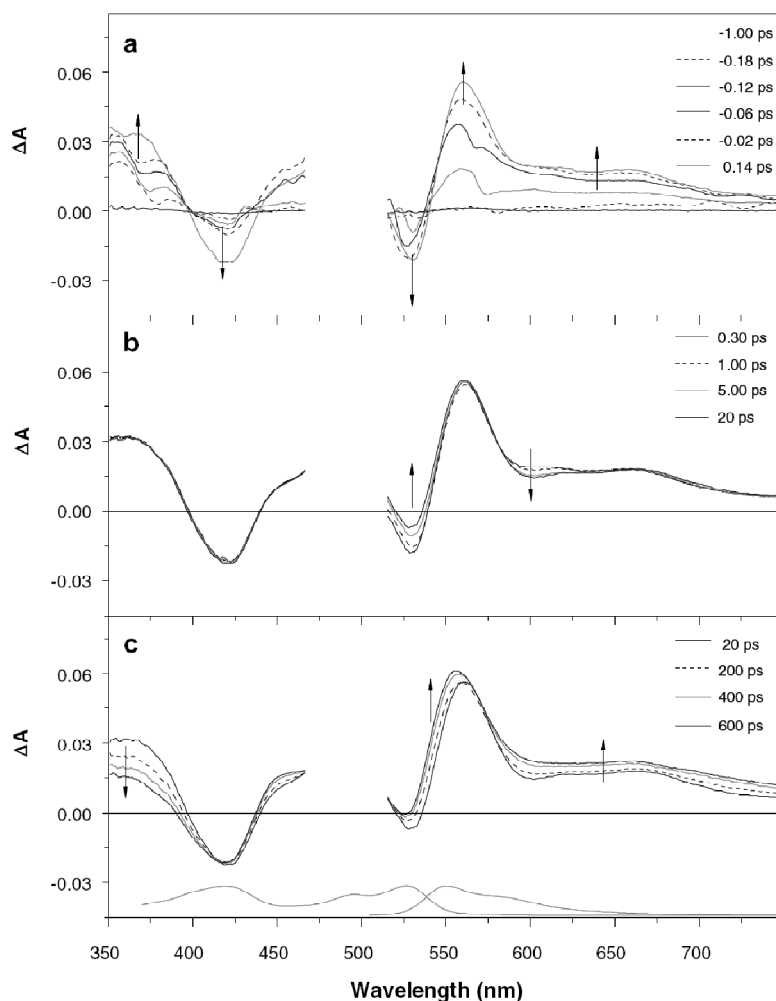 a
-1.00 ps
-0.18 ps
-0.12 ps
-0.06 ps
-0.02 ps
0.14 ps
0.06
0.03
0.00
-0.03
ΔA
b
0.30 ps
1.00 ps
5.00 ps
20 ps
0.06
0.03
0.00
-0.03
ΔA
c
20 ps
200 ps
400 ps
600 ps
0.06
0.03
0.00
-0.03
ΔA
350 400 450 500 550 600 650 700
Wavelength (nm)